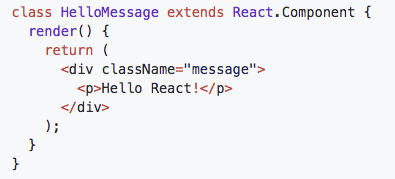 class HelloMessage extends React.Component {
  render() {
    return (
      <div className="message">
        <p>Hello React!</p>
      </div>
    );
  }
}